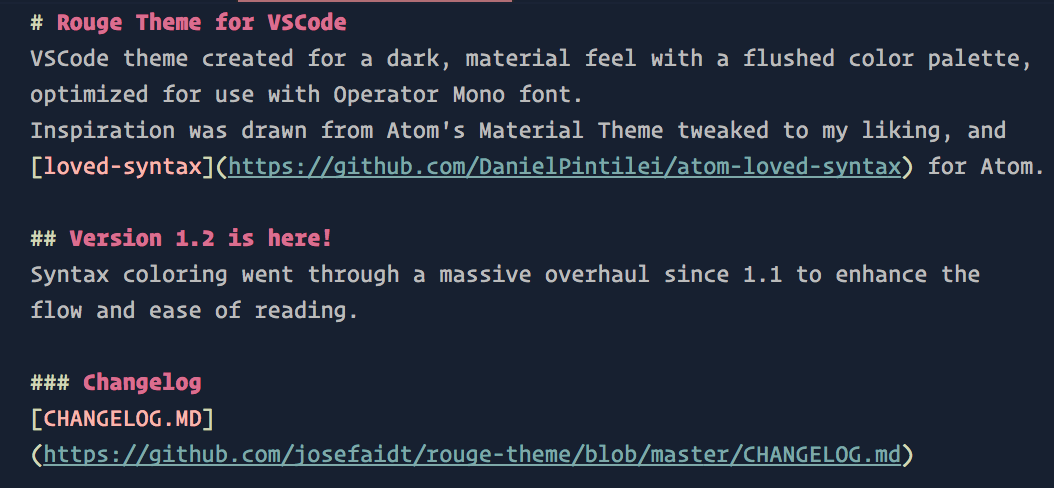 # Rouge Theme for VSCode
VSCode theme created for a dark, material feel with a flushed color palette,
optimized for use with Operator Mono font.
Inspiration was drawn from Atom's Material Theme tweaked to my liking, and
[loved-syntax](https://github.com/DanielPintilei/atom-loved-syntax) for Atom.
## Version 1.2 is here!
Syntax coloring went through a massive overhaul since 1.1 to enhance the
flow and ease of reading.
### Changelog
[CHANGELOG.MD]
(https://github.com/josefaidt/rouge-theme/blob/master/CHANGELOG.md)